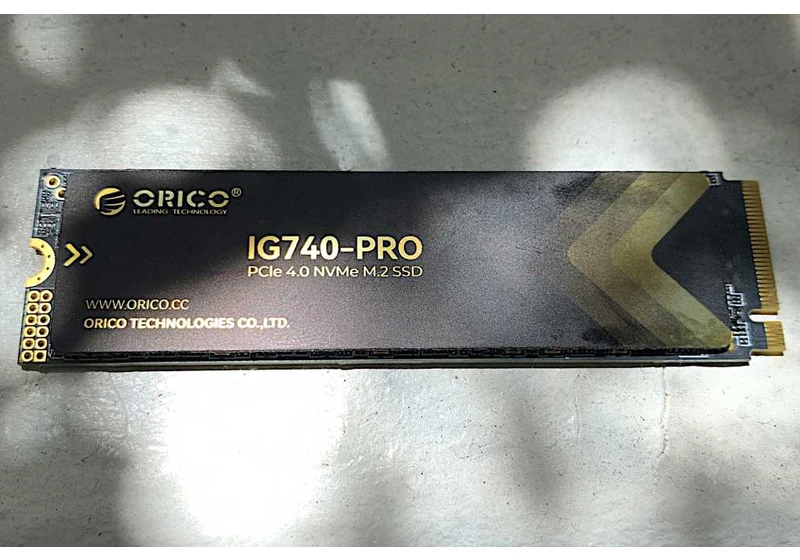 ORICO®
LEADING TECHNOLOGY
IG740-PRO
PCIe 4.0 NVMe M.2 SSD
WWW.ORICO.CC
ORICO TECHNOLOGIES CO.,LTD.